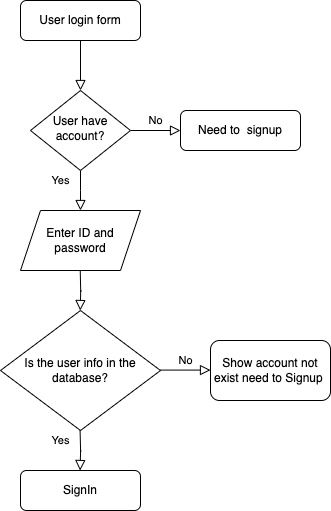 User login form
User have
account?
No
Need to  signup
Yes
Enter ID and
password
Is the user info in the
database?
No
Show account not
exist need to Signup
Yes
SignIn